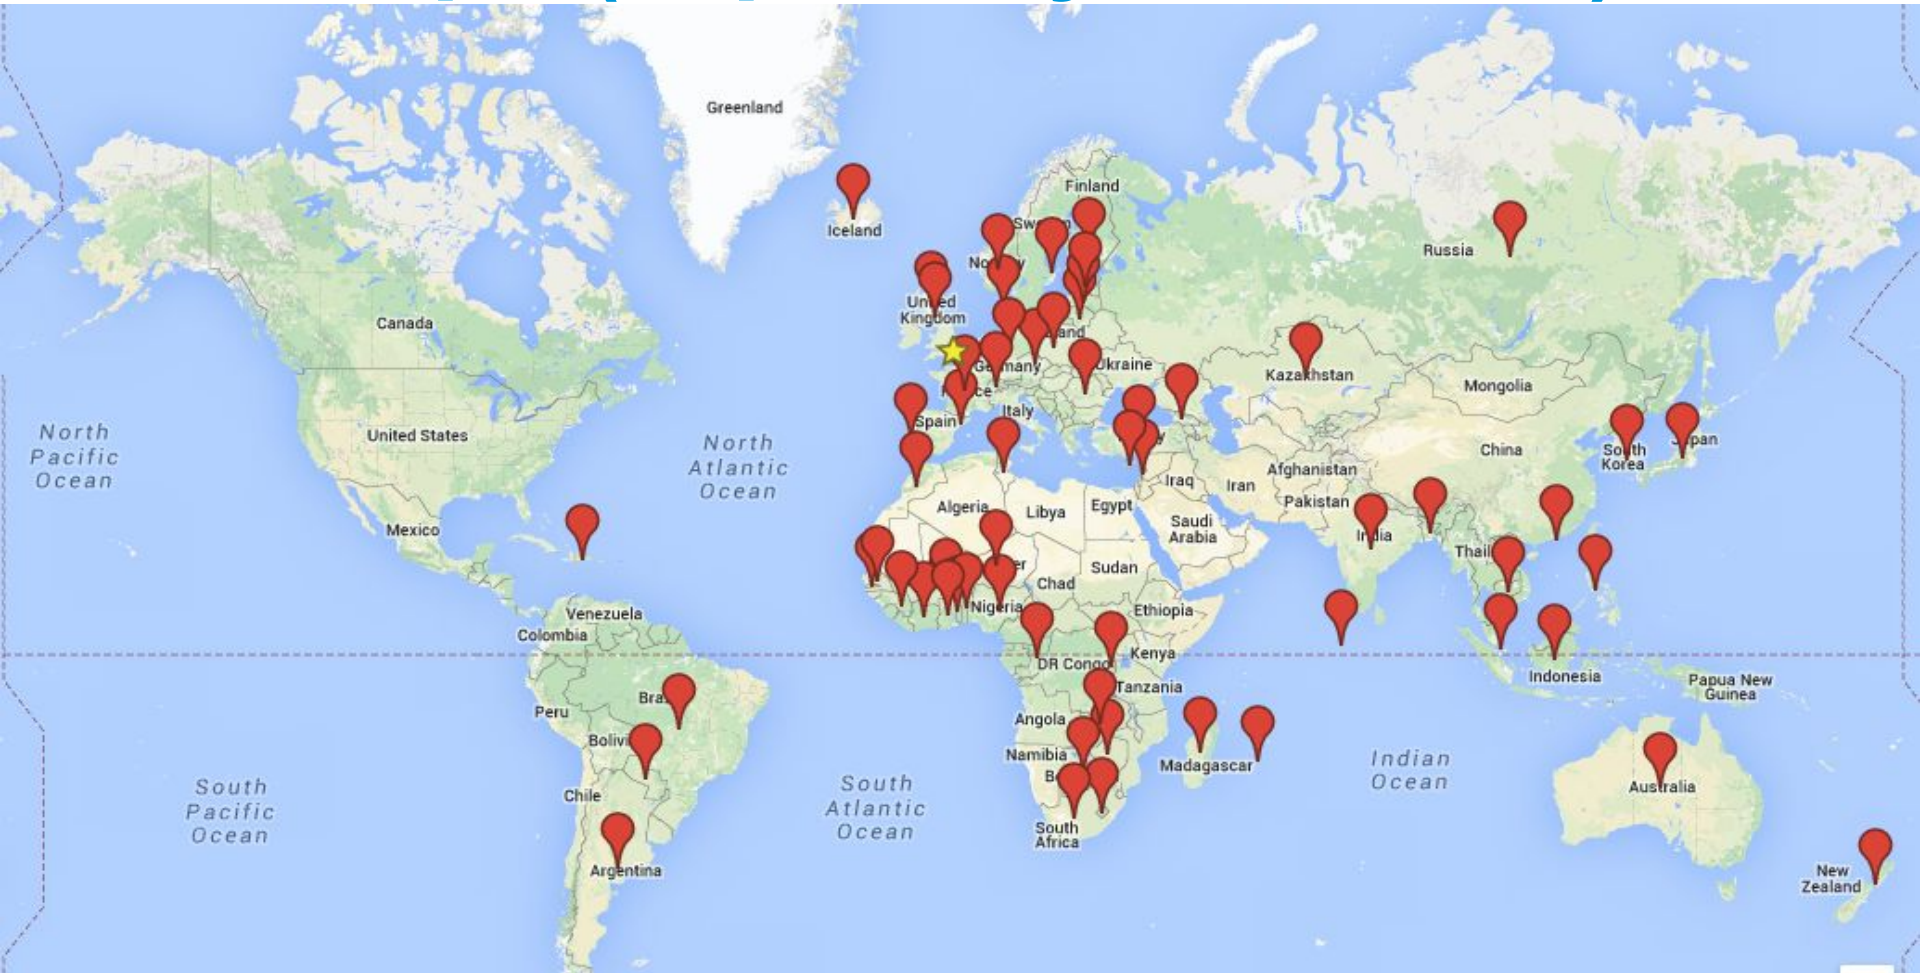 Greenland
Finland
Iceland
Russia
United
Kingdom
Canada
Ukraine
Kazakhstan
Mongolia
Germany
Italy
Spain
North
Pacific
Ocean
United States
North
Atlantic
Ocean
China
South
Korea
Japan
Afghanistan
Iraq
Iran
Pakistan
Algeria
Libya
Egypt
Saudi
Arabia
Mexico
India
Sudan
Chad
Nigeria
Ethiopia
Venezuela
Colombia
DR Congo
Kenya
Indonesia
Tanzania
Papua New
Guinea
Peru
Angola
Namibia
Madagascar
Indian
Ocean
Chile
South
Pacific
Ocean
South
Atlantic
Ocean
Australia
South
Africa
Argentina
New
Zealand